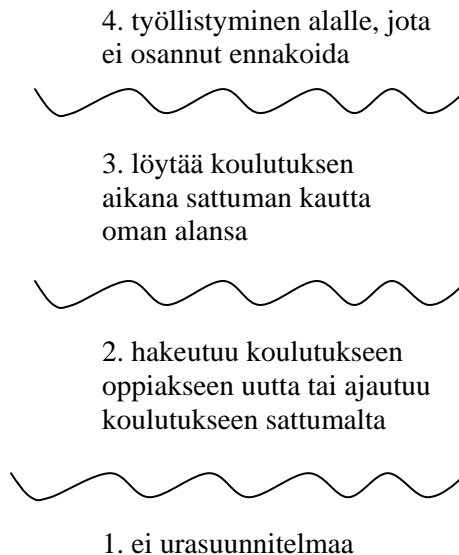 4. työllistyminen alalle, jota
ei osannut ennakoida
3. löytää koulutuksen
aikana sattuman kautta
oman alansa
2. hakeutuu koulutukseen
oppiakseen uutta tai ajautuu
koulutukseen sattumalta
1. ei urasuunnitelmaa